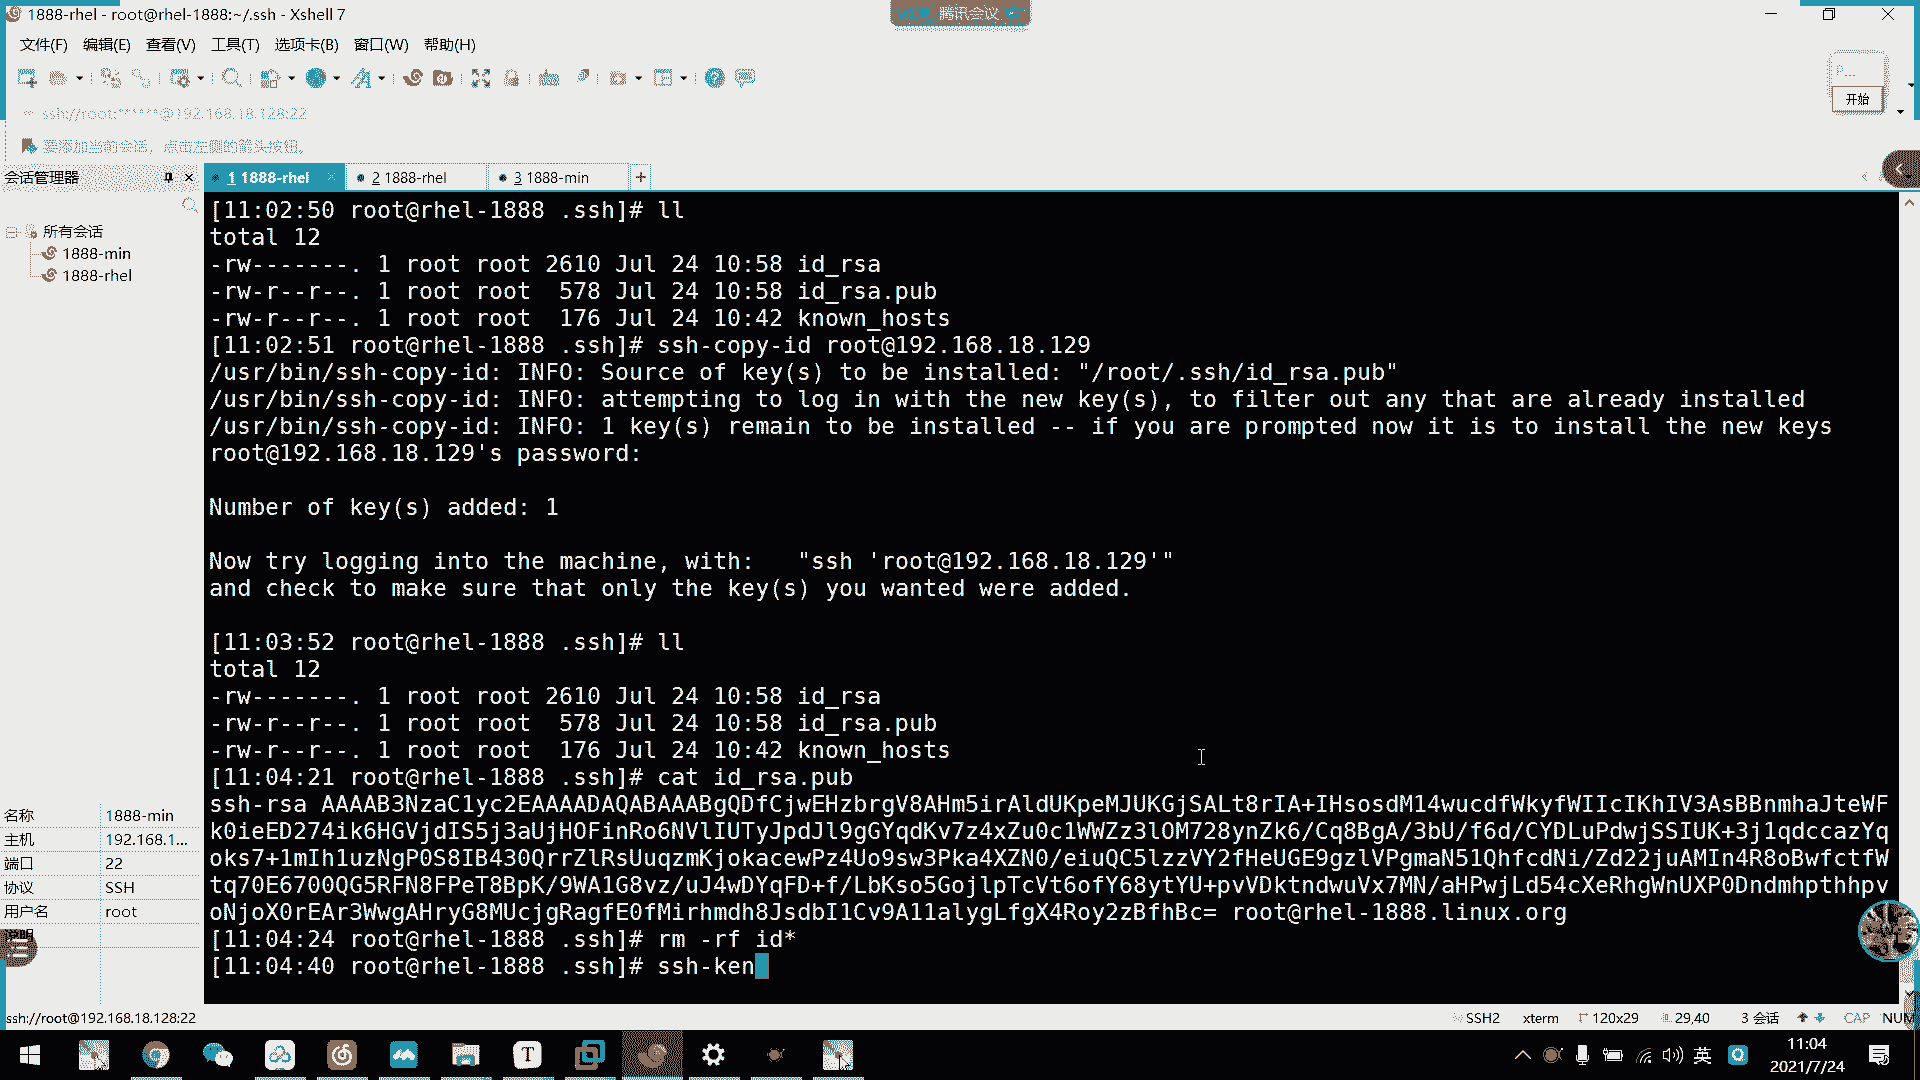 1888-rhel - root@rhel-1888:~/.ssh - Xshell 7
腾讯会议
文件(F) 编辑(E) 查看(V) 工具(T) 选项卡(B) 窗口(W) 帮助(H)
ssh://root:******@192.168.18.128:22
开始
要添加当前会话，点击左侧的箭头按钮。
会话管理器
1 1888-rhel
2 1888-rhel
3 1888-min
所有会话
1888-min
1888-rhel
[11:02:50 root@rhel-1888 .ssh]# ll
total 12
-rw-------. 1 root root 2610 Jul 24 10:58 id_rsa
-rw-r--r--. 1 root root  578 Jul 24 10:58 id_rsa.pub
-rw-r--r--. 1 root root  176 Jul 24 10:42 known_hosts
[11:02:51 root@rhel-1888 .ssh]# ssh-copy-id root@192.168.18.129
/usr/bin/ssh-copy-id: INFO: Source of key(s) to be installed: "/root/.ssh/id_rsa.pub"
/usr/bin/ssh-copy-id: INFO: attempting to log in with the new key(s), to filter out any that are already installed
/usr/bin/ssh-copy-id: INFO: 1 key(s) remain to be installed -- if you are prompted now it is to install the new keys
root@192.168.18.129's password:
Number of key(s) added: 1
Now try logging into the machine, with:   "ssh 'root@192.168.18.129'"
and check to make sure that only the key(s) you wanted were added.
[11:03:52 root@rhel-1888 .ssh]# ll
total 12
-rw-------. 1 root root 2610 Jul 24 10:58 id_rsa
-rw-r--r--. 1 root root  578 Jul 24 10:58 id_rsa.pub
-rw-r--r--. 1 root root  176 Jul 24 10:42 known_hosts
[11:04:21 root@rhel-1888 .ssh]# cat id_rsa.pub
ssh-rsa AAAAB3NzaC1yc2EAAAADAQABAAABgQDfCjwEHzbrgV8AHm5irAldUKpeMJUKGjSALt8rIA+IHsosdM14wucdfWkyfWIIcIKhIV3AsBBnmhaJteWF
k0ieED274ik6HGVjdIS5j3aUjHOFinRo6NVlIUTyJpdJl9gGYqdKv7z4xZu0c1WWZz3lOM728ynZk6/Cq8BgA/3bU/f6d/CYDLuPdwjSSIUK+3j1qdccazYq
oks7+1mIh1uzNgP0S8IB430QrrZlRsUuqzmKjokacewPz4Uo9sw3Pka4XZN0/eiuQC5lzzVY2fHeUGE9gzlVPgmaN51QhfcdNi/Zd22juAMIn4R8oBwfctfW
tq70E6700QG5RFN8FPeT8BpK/9WA1G8vz/uJ4wDYqFD+f/LbKso5GojlpTcVt6ofY68ytYU+pvVDktndwuVx7MN/aHPwjLd54cXeRhgWnUXP0Dndmhpthhpv
oNjoX0rEAr3WwgAHryG8MUcjgRagfE0fMirhmdh8JsdbI1Cv9A11alygLfgX4Roy2zBfhBc= root@rhel-1888.linux.org
[11:04:24 root@rhel-1888 .ssh]# rm -rf id*
[11:04:40 root@rhel-1888 .ssh]# ssh-ken
名称 1888-min
主机 192.168.1...
端口 22
协议 SSH
用户名 root
说明
ssh://root@192.168.18.128:22
SSH2 xterm 120x29 29,40 3 会话 CAP NUM
英
11:04
2021/7/24